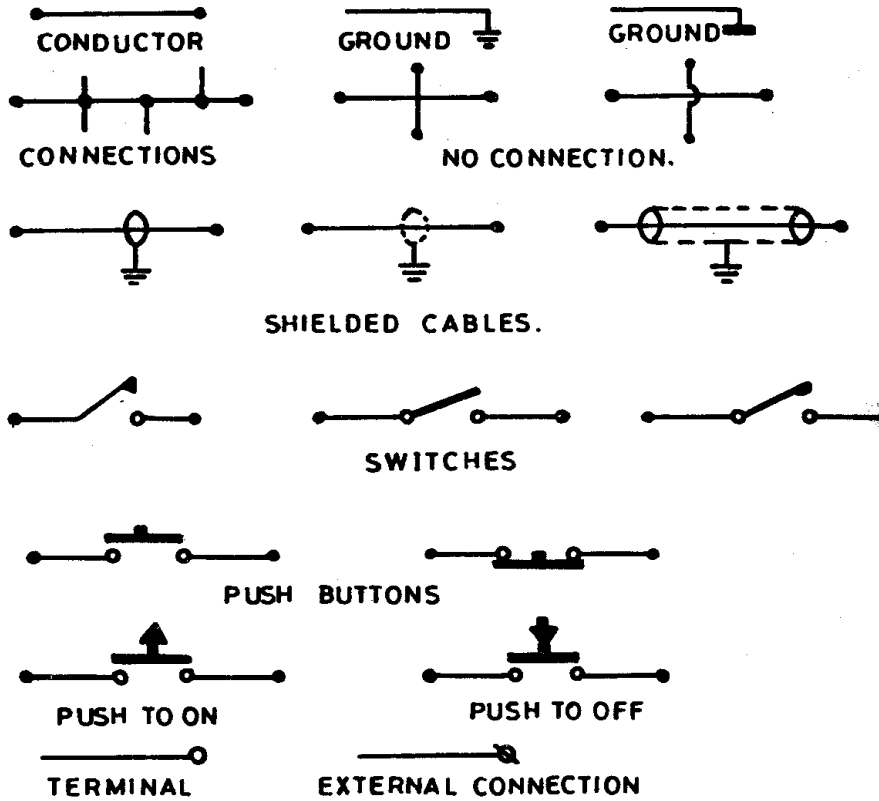 CONDUCTOR
GROUND
GROUND
CONNECTIONS
NO CONNECTION.
SHIELDED CABLES.
SWITCHES
PUSH BUTTONS
PUSH TO ON
PUSH TO OFF
TERMINAL
EXTERNAL CONNECTION